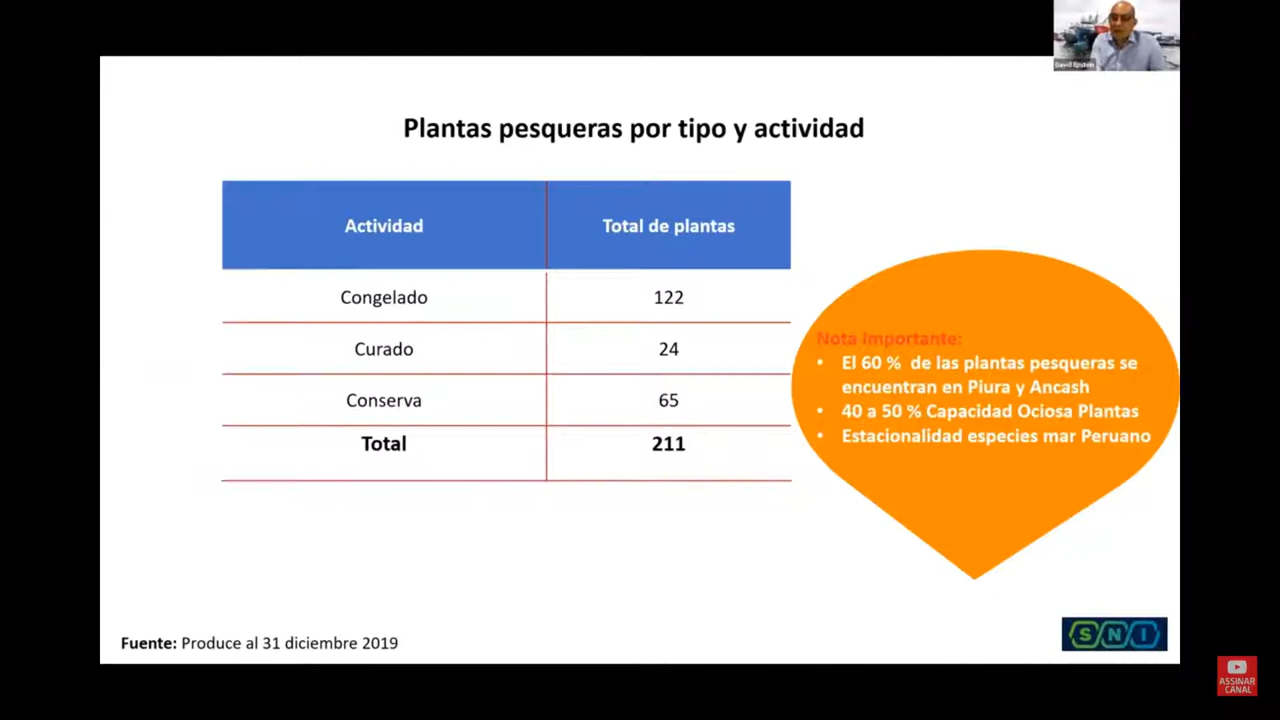 David Epstein
Plantas pesqueras por tipo y actividad
Actividad Total de plantas
Congelado 122
Curado 24
Conserva 65
Total 211
Nota Importante:
• El 60 % de las plantas pesqueras se
encuentran en Piura y Ancash
• 40 a 50 % Capacidad Ociosa Plantas
• Estacionalidad especies mar Peruano
Fuente: Produce al 31 diciembre 2019
SNI
ASSINAR
CANAL